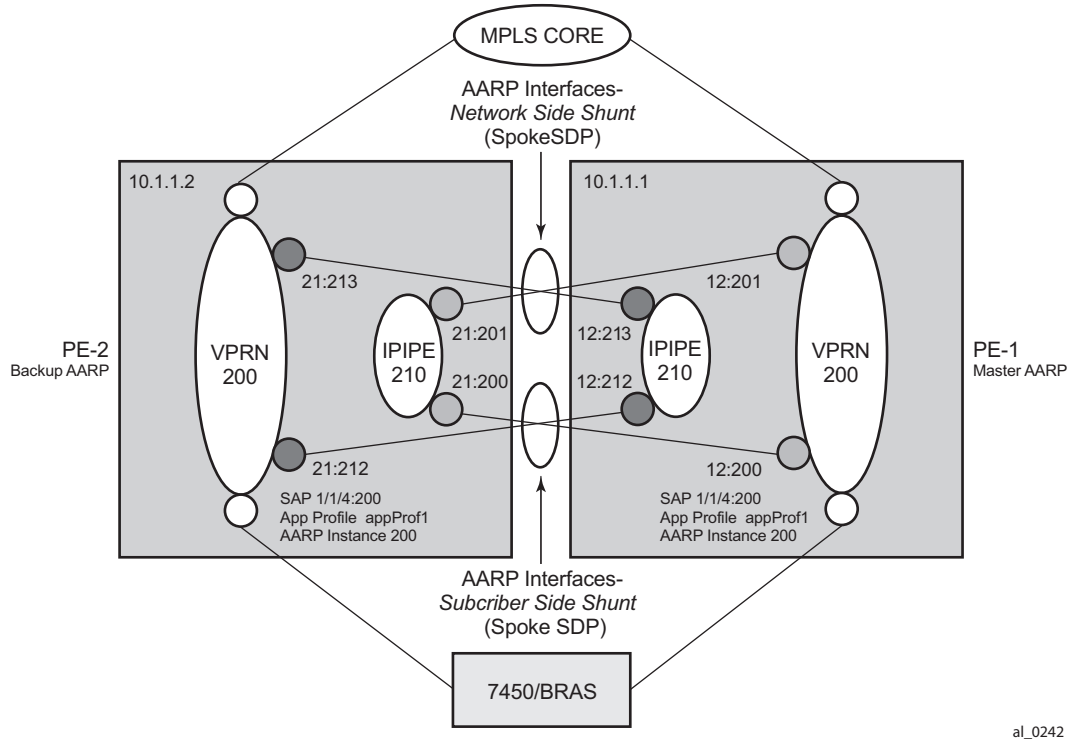 MPLS CORE
AARP Interfaces-
Network Side Shunt
(SpokeSDP)
10.1.1.2
10.1.1.1
21:213
12:201
21:201
12:213
PE-2
Backup AARP
VPRN
200
IPIPE
210
IPIPE
210
VPRN
200
PE-1
Master AARP
21:200
12:212
21:212
12:200
SAP 1/1/4:200
App Profile appProf1
AARP Instance 200
SAP 1/1/4:200
App Profile appProf1
AARP Instance 200
AARP Interfaces-
Subcriber Side Shunt
(Spoke SDP)
7450/BRAS
al_0242